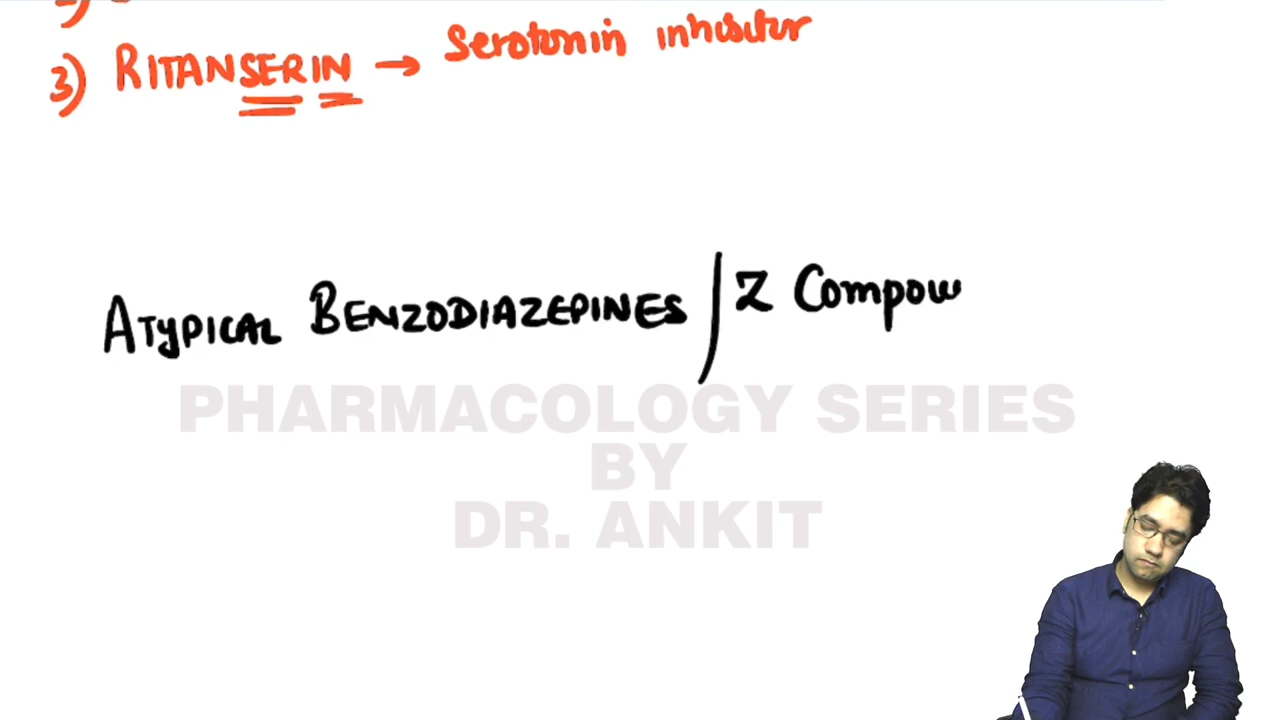 3) RITANSERIN → Serotonin inhibitor
ATYPICAL BENZODIAZEPINES / Z Compou
PHARMACOLOGY SERIES
BY
DR. ANKIT